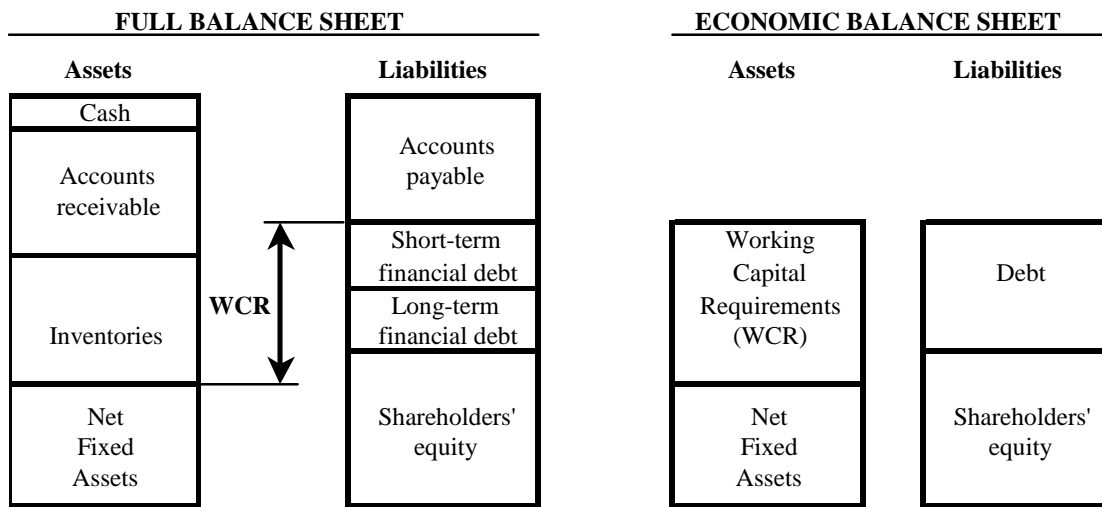 FULL BALANCE SHEET
Assets
Liabilities
Cash
Accounts
receivable
Inventories
Net
Fixed
Assets
WCR
Accounts
payable
Short-term
financial debt
Long-term
financial debt
Shareholders'
equity
ECONOMIC BALANCE SHEET
Assets
Liabilities
Working
Capital
Requirements
(WCR)
Net
Fixed
Assets
Debt
Shareholders'
equity